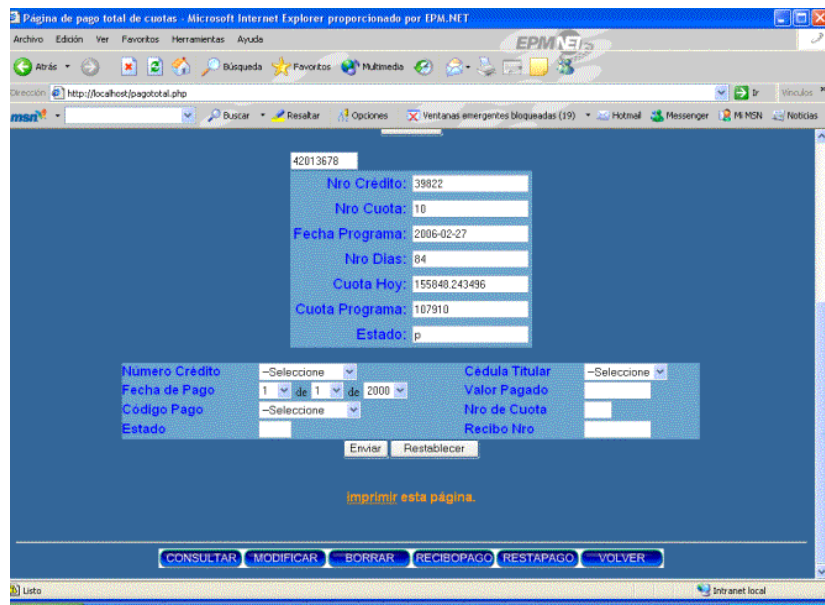 Página de pago total de cuotas - Microsoft Internet Explorer proporcionado por EPM.NET
Archivo Edición Ver Favoritos Herramientas Ayuda
EPM.NET
Atrás Búsqueda Favoritos Multimedia
Dirección http://localhost/pagototal.php Ir Vínculos
msn Buscar Resaltar Opciones Ventanas emergentes bloqueadas (19) Hotmail Messenger Mi MSN Noticias
42013678
Nro Crédito: 39822
Nro Cuota: 10
Fecha Programa: 2006-02-27
Nro Dias: 84
Cuota Hoy: 155848.243496
Cuota Programa: 107910
Estado: p
Número Crédito --Seleccione Cédula Titular --Seleccione
Fecha de Pago 1 de 1 de 2000 Valor Pagado
Código Pago --Seleccione Nro de Cuota
Estado Recibo Nro
Enviar Restablecer
imprimir esta página.
CONSULTAR MODIFICAR BORRAR RECIBOPAGO RESTAPAGO VOLVER
Listo Intranet local